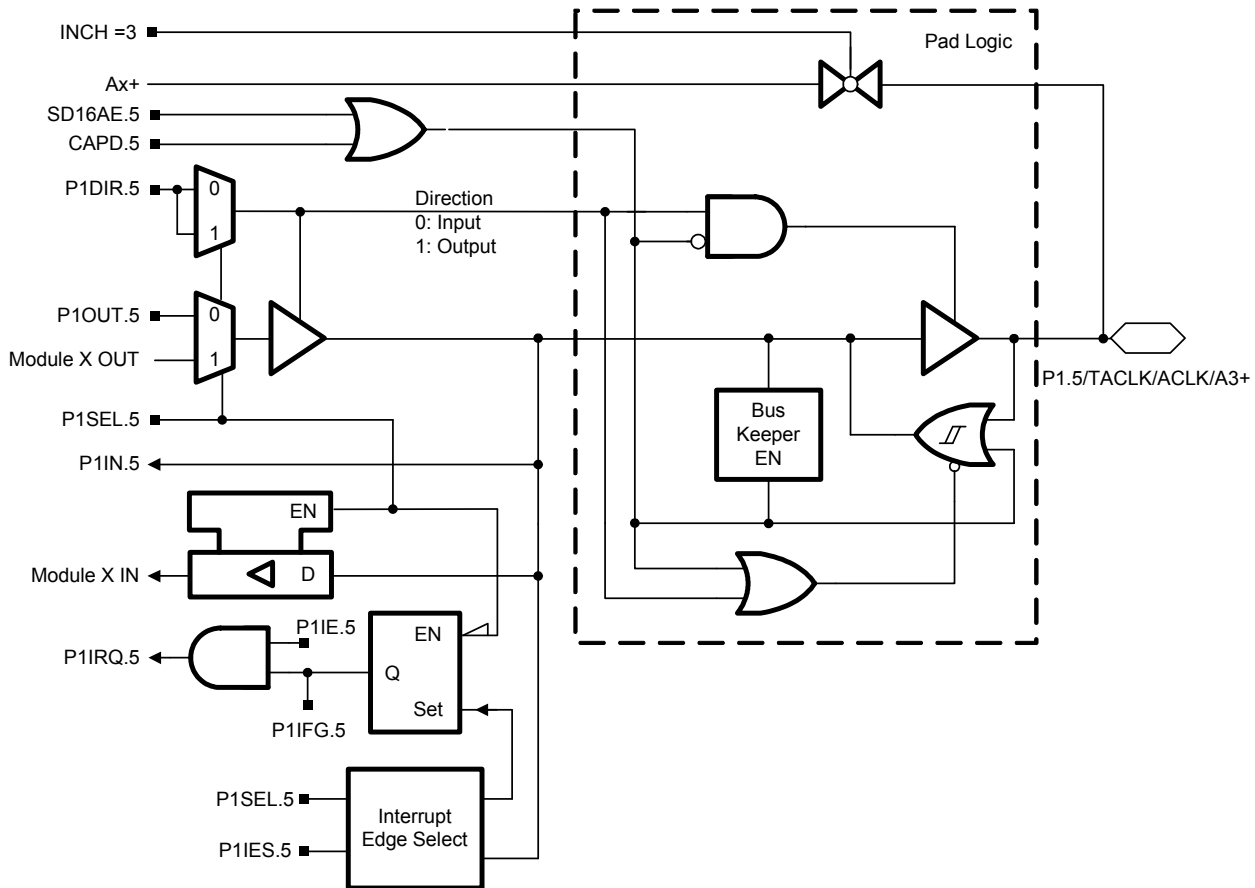 INCH =3
Pad Logic
Ax+
SD16AE.5
CAPD.5
P1DIR.5
0
1
Direction
0: Input
1: Output
P1OUT.5
0
Module X OUT
1
P1.5/TACLK/ACLK/A3+
P1SEL.5
Bus
Keeper
EN
P1IN.5
EN
Module X IN
D
P1IE.5
EN
P1IRQ.5
Q
Set
P1IFG.5
P1SEL.5
Interrupt
Edge Select
P1IES.5